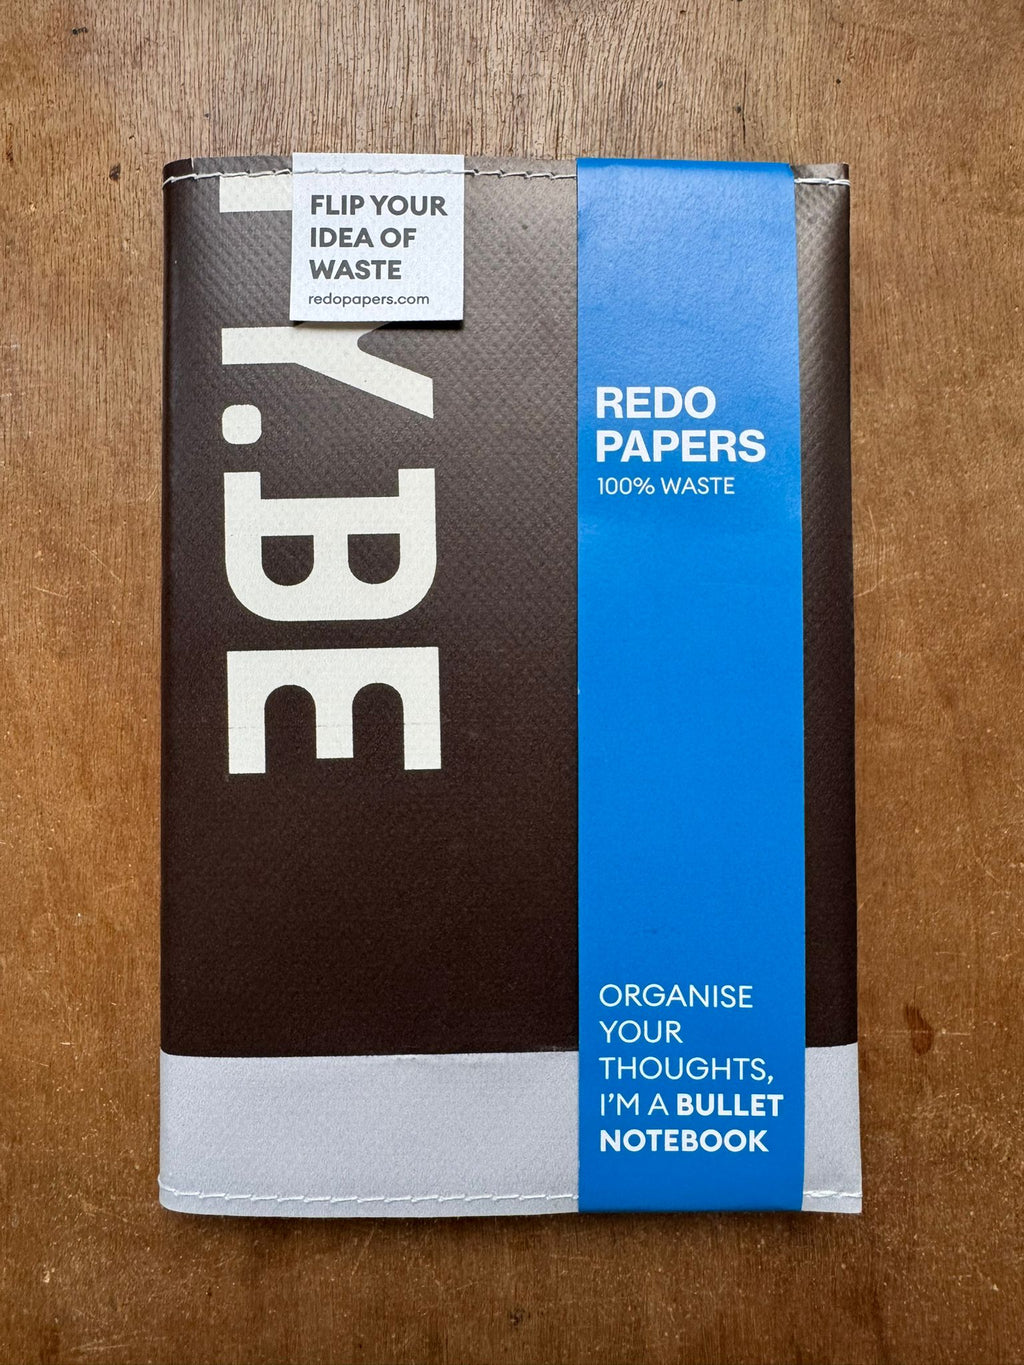 FLIP YOUR
IDEA OF
WASTE
redopapers.com
Y.BE
REDO
PAPERS
100% WASTE
ORGANISE
YOUR
THOUGHTS,
I'M A BULLET
NOTEBOOK